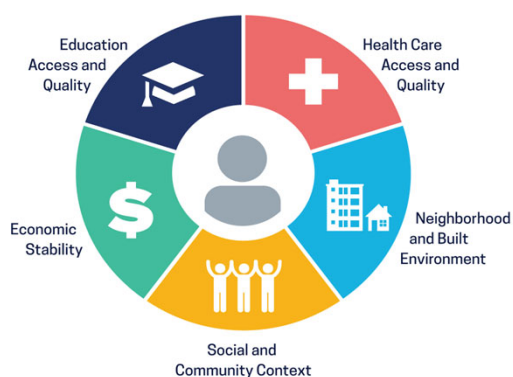 Education
Access and
Quality
Health Care
Access and
Quality
Economic
Stability
$
Neighborhood
and Built
Environment
Social and
Community Context